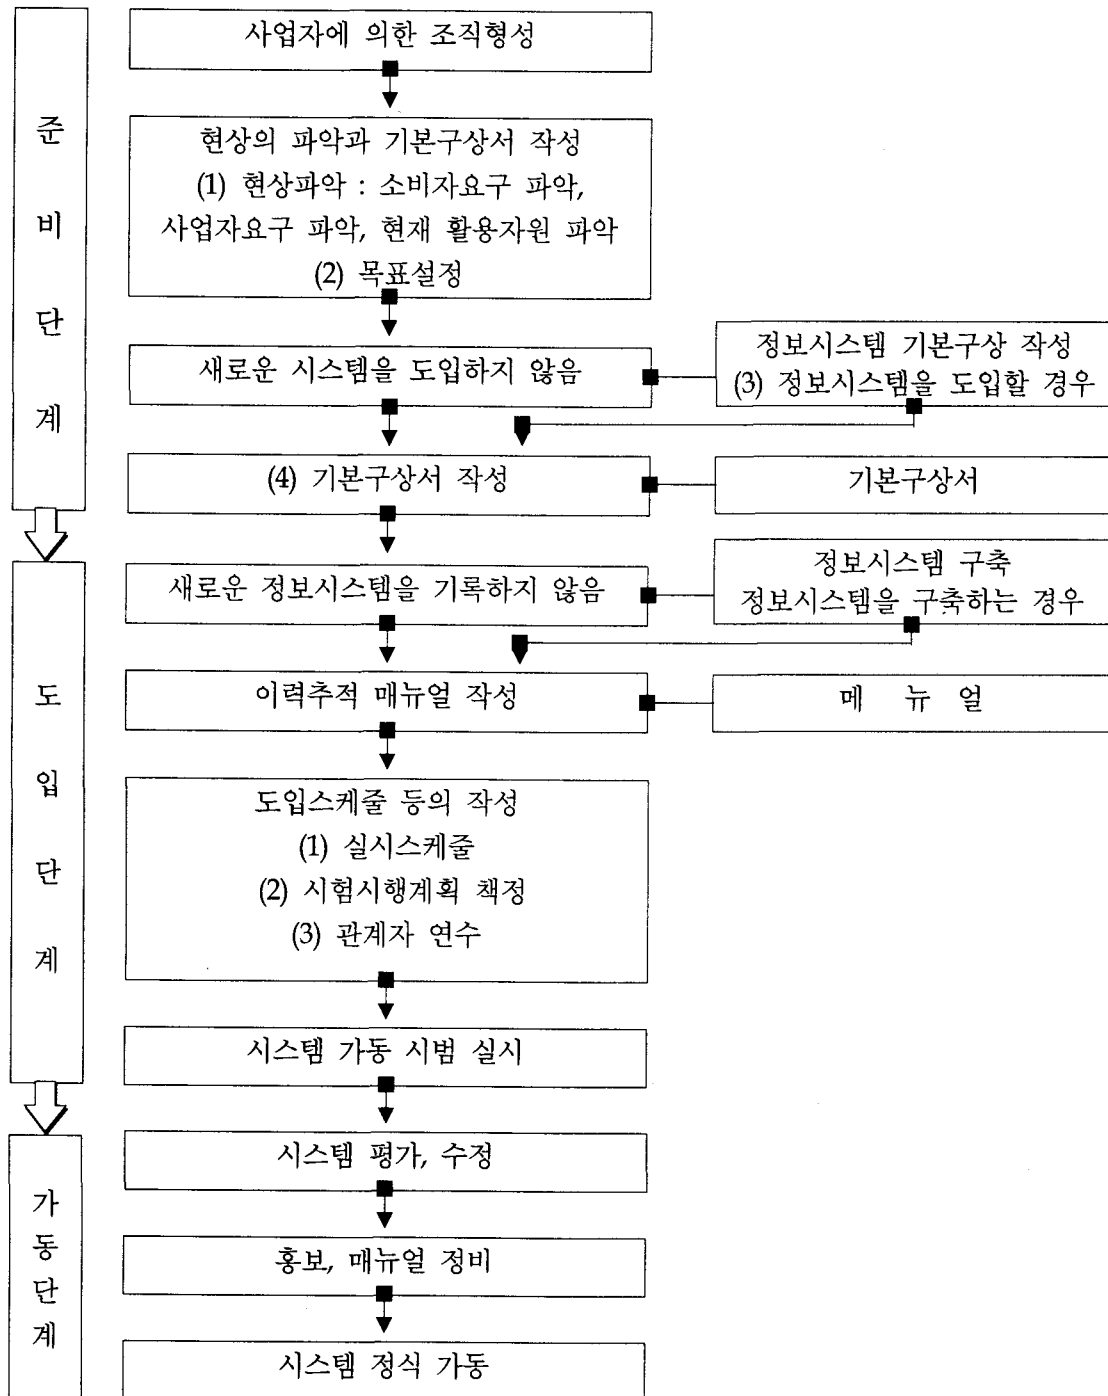 준
비
단
계
사업자에 의한 조직형성
현상의 파악과 기본구상서 작성
(1) 현상파악 : 소비자요구 파악,
사업자요구 파악, 현재 활용자원 파악
(2) 목표설정
새로운 시스템을 도입하지 않음
정보시스템 기본구상 작성
(3) 정보시스템을 도입할 경우
(4) 기본구상서 작성
기본구상서
도
입
단
계
새로운 정보시스템을 기록하지 않음
정보시스템 구축
정보시스템을 구축하는 경우
이력추적 매뉴얼 작성
메 뉴 얼
도입스케줄 등의 작성
(1) 실시스케줄
(2) 시험시행계획 책정
(3) 관계자 연수
시스템 가동 시범 실시
가
동
단
계
시스템 평가, 수정
홍보, 매뉴얼 정비
시스템 정식 가동